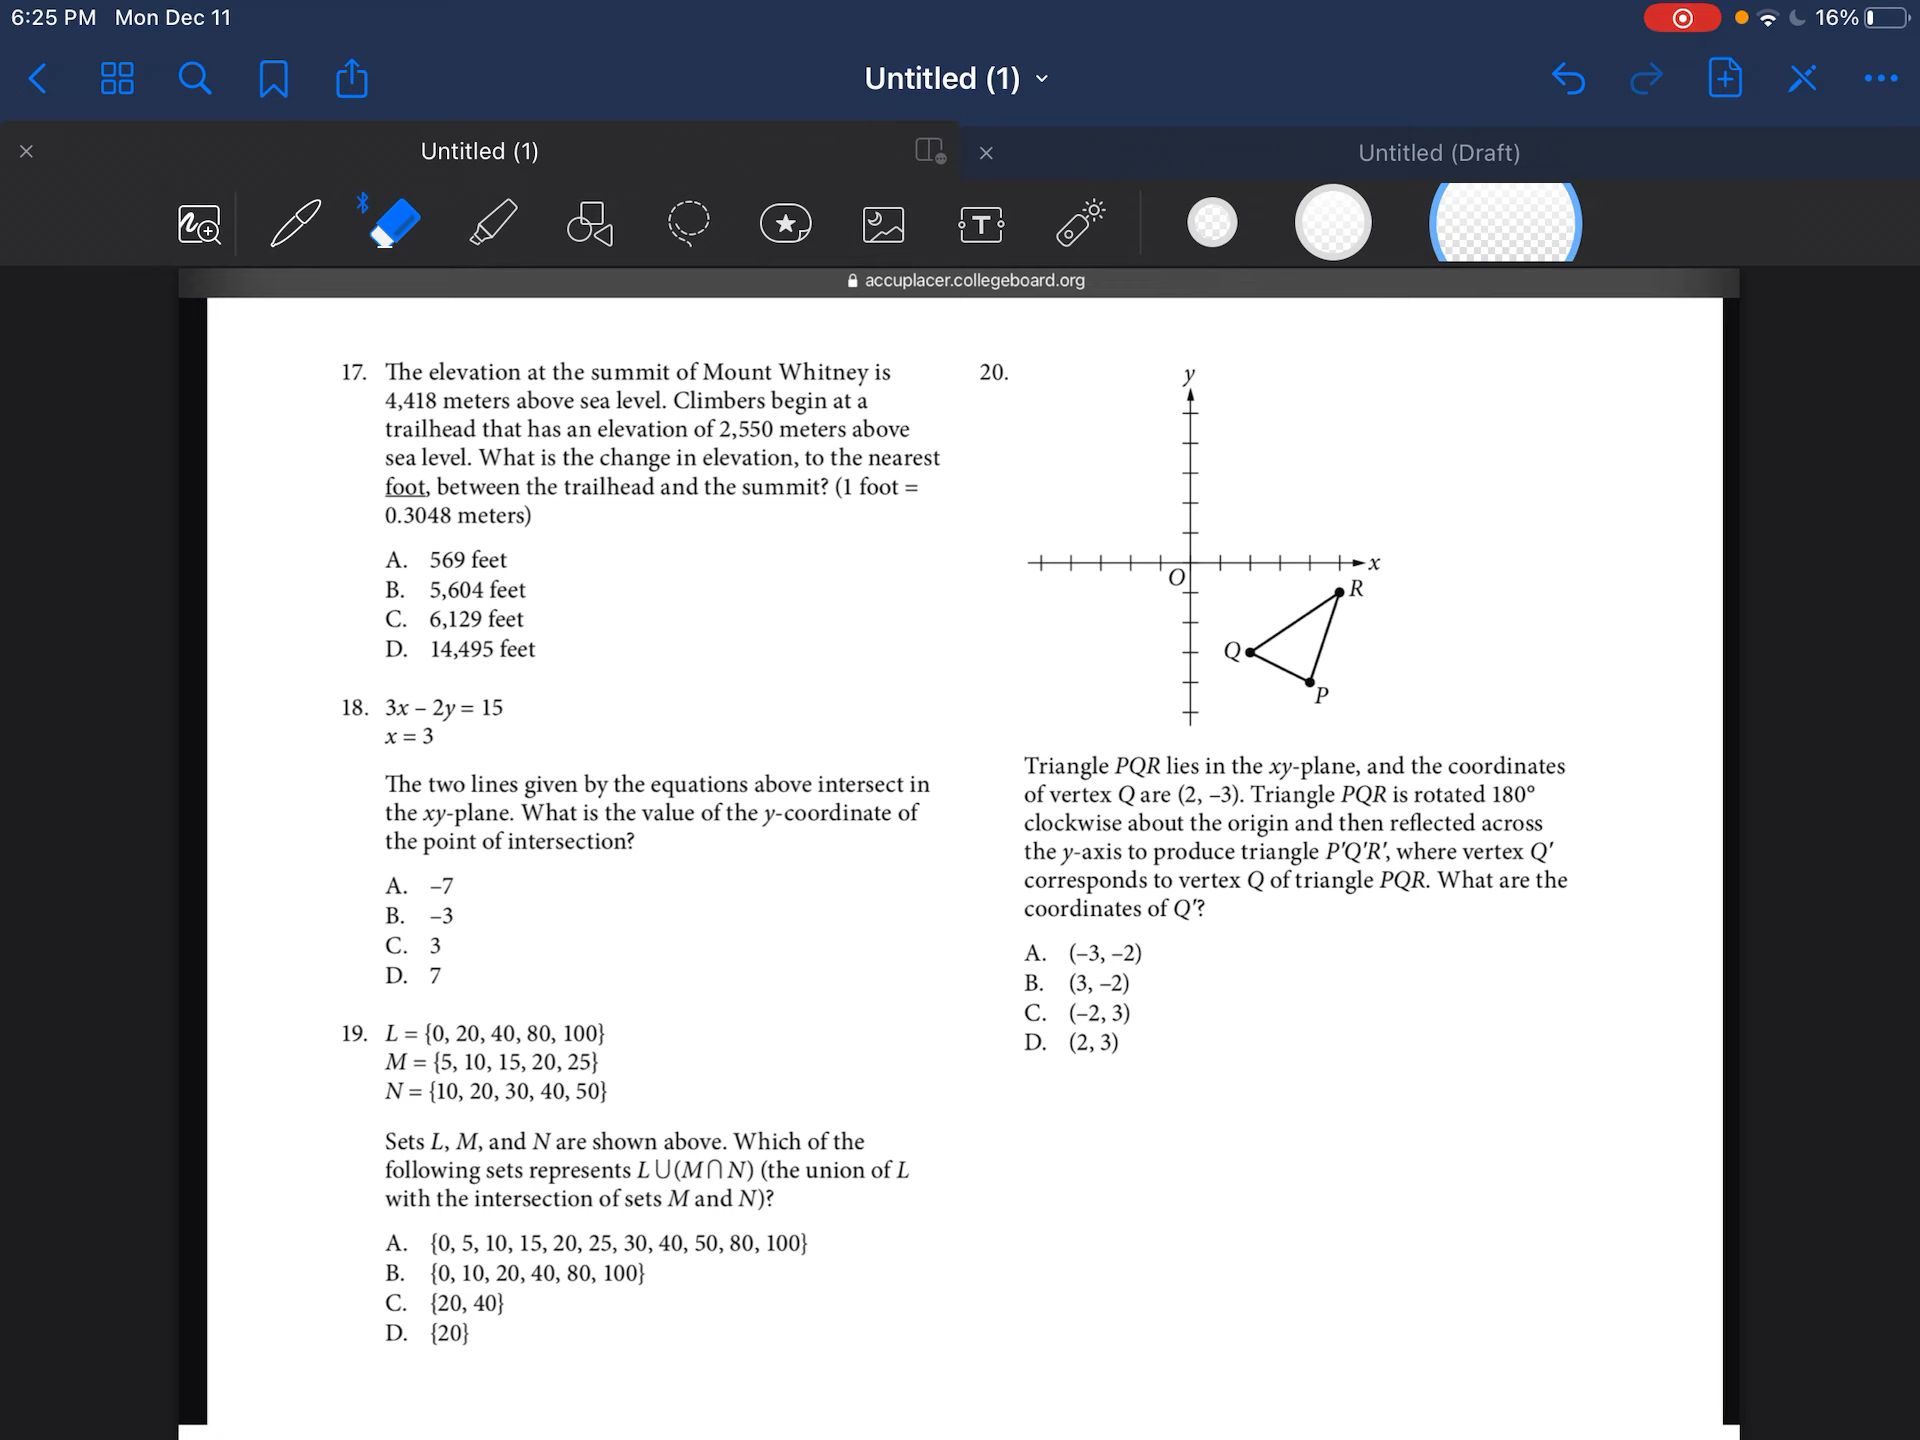 6:25 PM Mon Dec 11
16%
Untitled (1)
Untitled (1)
Untitled (Draft)
T
accuplacer.collegeboard.org
17. The elevation at the summit of Mount Whitney is
4,418 meters above sea level. Climbers begin at a
trailhead that has an elevation of 2,550 meters above
sea level. What is the change in elevation, to the nearest
foot, between the trailhead and the summit? (1 foot =
0.3048 meters)
A. 569 feet
B. 5,604 feet
C. 6,129 feet
D. 14,495 feet
18. 3x – 2y = 15
x = 3
The two lines given by the equations above intersect in
the xy-plane. What is the value of the y-coordinate of
the point of intersection?
A. –7
B. –3
C. 3
D. 7
19. L = {0, 20, 40, 80, 100}
M = {5, 10, 15, 20, 25}
N = {10, 20, 30, 40, 50}
Sets L, M, and N are shown above. Which of the
following sets represents L⋃(M⋂N) (the union of L
with the intersection of sets M and N)?
A. {0, 5, 10, 15, 20, 25, 30, 40, 50, 80, 100}
B. {0, 10, 20, 40, 80, 100}
C. {20, 40}
D. {20}
20.
y
x
O
R
Q
P
Triangle PQR lies in the xy-plane, and the coordinates
of vertex Q are (2, –3). Triangle PQR is rotated 180°
clockwise about the origin and then reflected across
the y-axis to produce triangle P′Q′R′, where vertex Q′
corresponds to vertex Q of triangle PQR. What are the
coordinates of Q′?
A. (–3, –2)
B. (3, –2)
C. (–2, 3)
D. (2, 3)